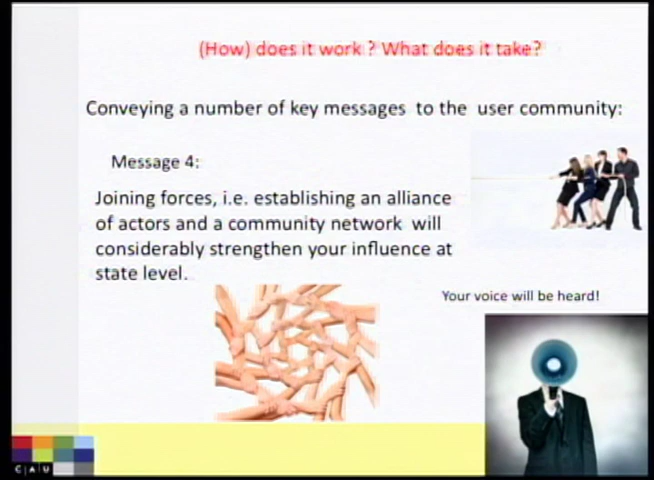 (How) does it work ? What does it take?
Conveying a number of key messages to the user community:
Message 4:
Joining forces, i.e. establishing an alliance
of actors and a community network will
considerably strengthen your influence at
state level.
Your voice will be heard!
C|A|U